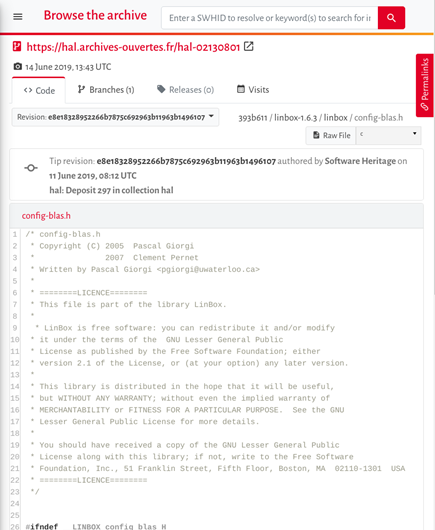 Browse the archive
Enter a SWHID to resolve or keyword(s) to search for in
https://hal.archives-ouvertes.fr/hal-02130801
14 June 2019, 13:43 UTC
Permalinks
Code
Branches (1)
Releases (0)
Visits
Revision: e8e18328952266b7875c692963b11963b1496107
393b611 / linbox-1.6.3 / linbox / config-blas.h
Raw File
Tip revision: e8e18328952266b7875c692963b11963b1496107 authored by Software Heritage on
11 June 2019, 08:12 UTC
hal: Deposit 297 in collection hal
config-blas.h
1 /* config-blas.h
2 * Copyright (C) 2005 Pascal Giorgi
3 * 2007 Clement Pernet
4 * Written by Pascal Giorgi <pgiorgi@uwaterloo.ca>
5 *
6 * ========LICENCE========
7 * This file is part of the library LinBox.
8 *
9 * LinBox is free software: you can redistribute it and/or modify
10 * it under the terms of the GNU Lesser General Public
11 * License as published by the Free Software Foundation; either
12 * version 2.1 of the License, or (at your option) any later version.
13 *
14 * This library is distributed in the hope that it will be useful,
15 * but WITHOUT ANY WARRANTY; without even the implied warranty of
16 * MERCHANTABILITY or FITNESS FOR A PARTICULAR PURPOSE. See the GNU
17 * Lesser General Public License for more details.
18 *
19 * You should have received a copy of the GNU Lesser General Public
20 * License along with this library; if not, write to the Free Software
21 * Foundation, Inc., 51 Franklin Street, Fifth Floor, Boston, MA 02110-1301 USA
22 * ========LICENCE========
23 */
24
25
26 #ifndef __LINBOX_config_blas_H